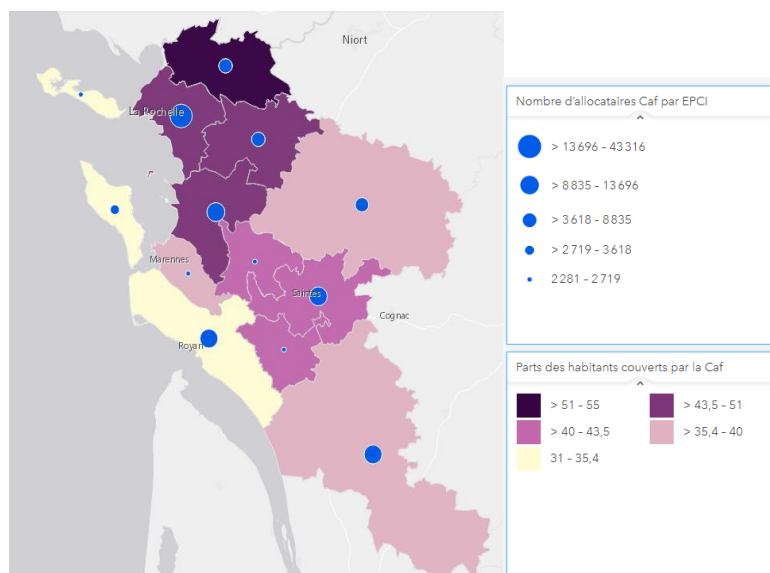 Niort
La Rochelle
Marennes
Saintes
Cognac
Royan
Nombre d'allocataires Caf par EPCI
> 13 696 - 43 316
> 8 835 - 13 696
> 3 618 - 8 835
> 2 719 - 3 618
2 281 - 2 719
Parts des habitants couverts par la Caf
> 51 - 55
> 43,5 - 51
> 40 - 43,5
> 35,4 - 40
31 - 35,4